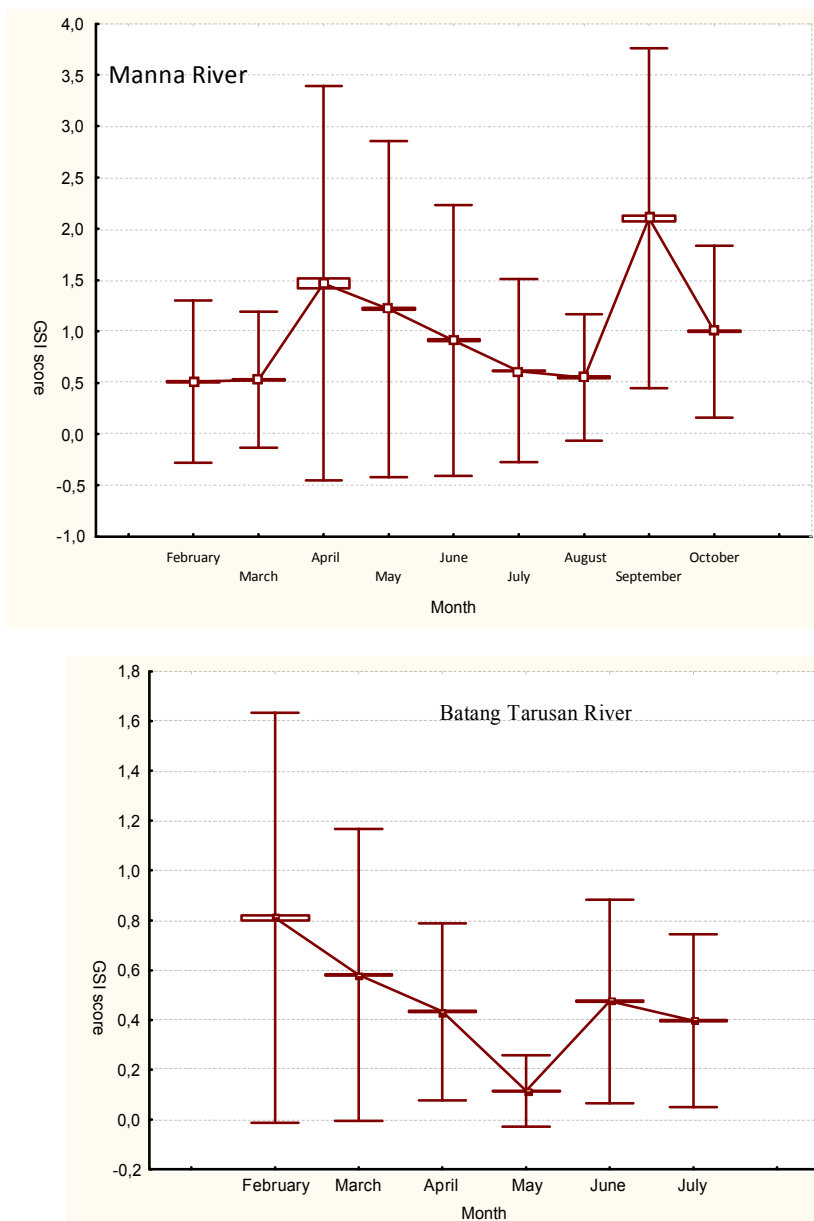 4,0
Manna River
3,5
3,0
2,5
2,0
1,5
1,0
0,5
0,0
-0,5
-1,0
GSI score
February April June August October
March May July September
Month
1,8
Batang Tarusan River
1,6
1,4
1,2
1,0
0,8
0,6
0,4
0,2
0,0
-0,2
GSI score
February March April May June July
Month